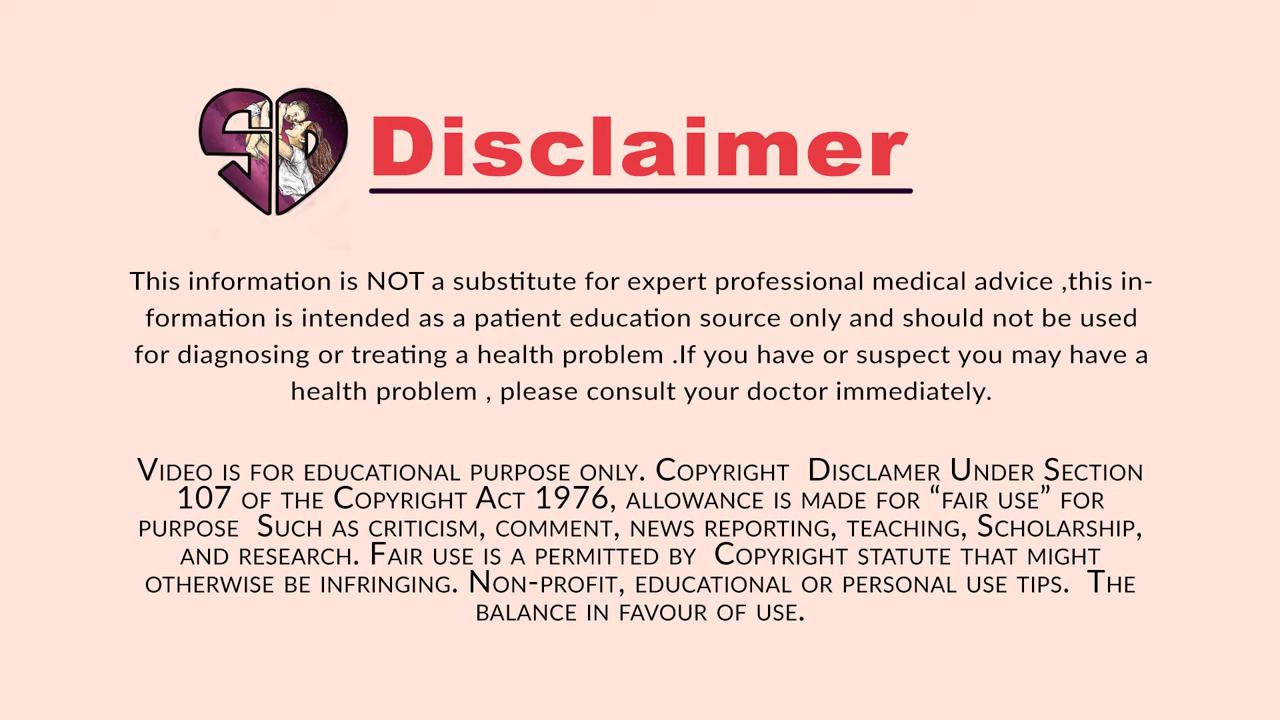 SD Disclaimer
This information is NOT a substitute for expert professional medical advice ,this in-
formation is intended as a patient education source only and should not be used
for diagnosing or treating a health problem .If you have or suspect you may have a
health problem , please consult your doctor immediately.
Video is for educational purpose only. Copyright  Disclamer Under Section
107 of the Copyright Act 1976, allowance is made for “fair use” for
purpose  Such as criticism, comment, news reporting, teaching, Scholarship,
and research. Fair use is a permitted by  Copyright statute that might
otherwise be infringing. Non-profit, educational or personal use tips.  The
balance in favour of use.